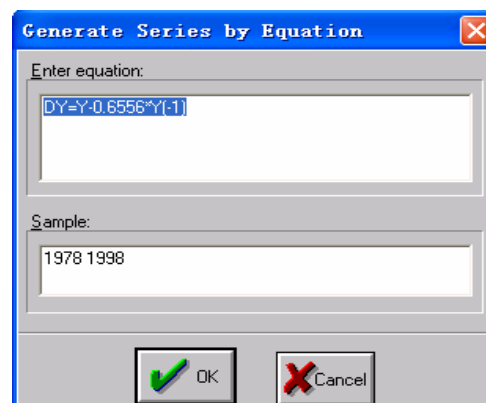 Generate Series by Equation
Enter equation:
DY=Y-0.6556*Y(-1)
Sample:
1978 1998
OK
Cancel